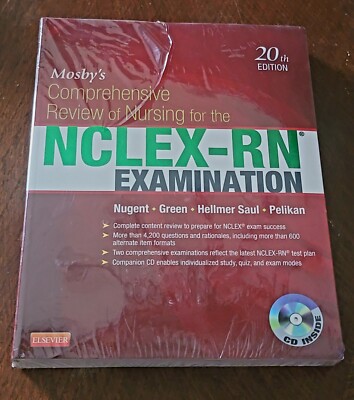 20th
EDITION
Mosby's
Comprehensive
Review of Nursing for the
NCLEX-RN®
EXAMINATION
Nugent • Green • Hellmer Saul • Pelikan
➤ Complete content review to prepare for NCLEX® exam success
➤ More than 4,200 questions and rationales, including more than 600
alternate item formats
➤ Two comprehensive examinations reflect the latest NCLEX-RN® test plan
➤ Companion CD enables individualized study, quiz, and exam modes
ELSEVIER
CD INSIDE